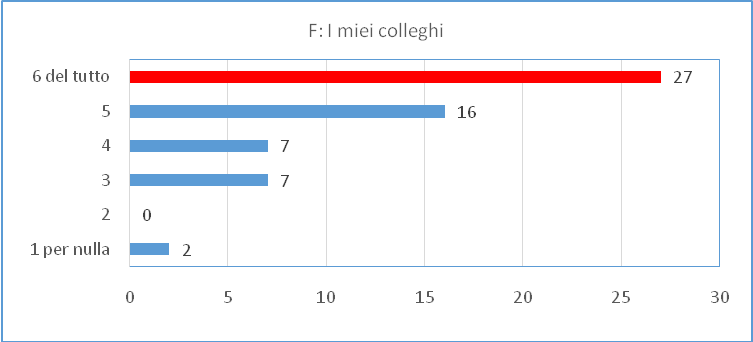 F: I miei colleghi
6 del tutto 27
5 16
4 7
3 7
2 0
1 per nulla 2
0 5 10 15 20 25 30